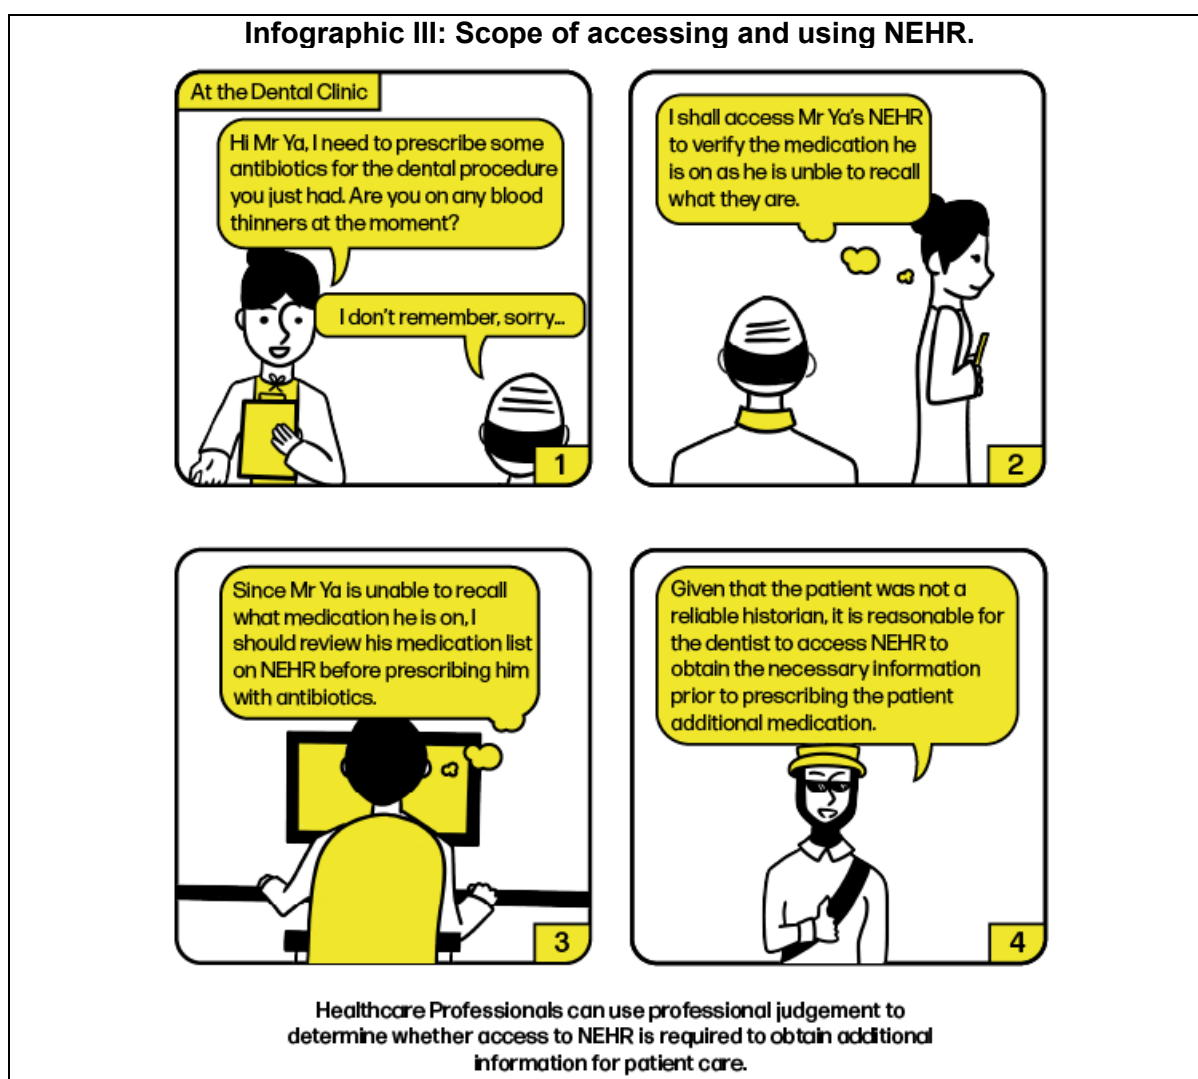 Infographic III: Scope of accessing and using NEHR.
At the Dental Clinic
Hi Mr Ya, I need to prescribe some
antibiotics for the dental procedure
you just had. Are you on any blood
thinners at the moment?
I don't remember, sorry...
1
I shall access Mr Ya's NEHR
to verify the medication he
is on as he is unble to recall
what they are.
2
Since Mr Ya is unable to recall
what medication he is on, I
should review his medication list
on NEHR before prescribing him
with antibiotics.
3
Given that the patient was not a
reliable historian, it is reasonable for
the dentist to access NEHR to
obtain the necessary information
prior to prescribing the patient
additional medication.
4
Healthcare Professionals can use professional judgement to
determine whether access to NEHR is required to obtain additional
information for patient care.